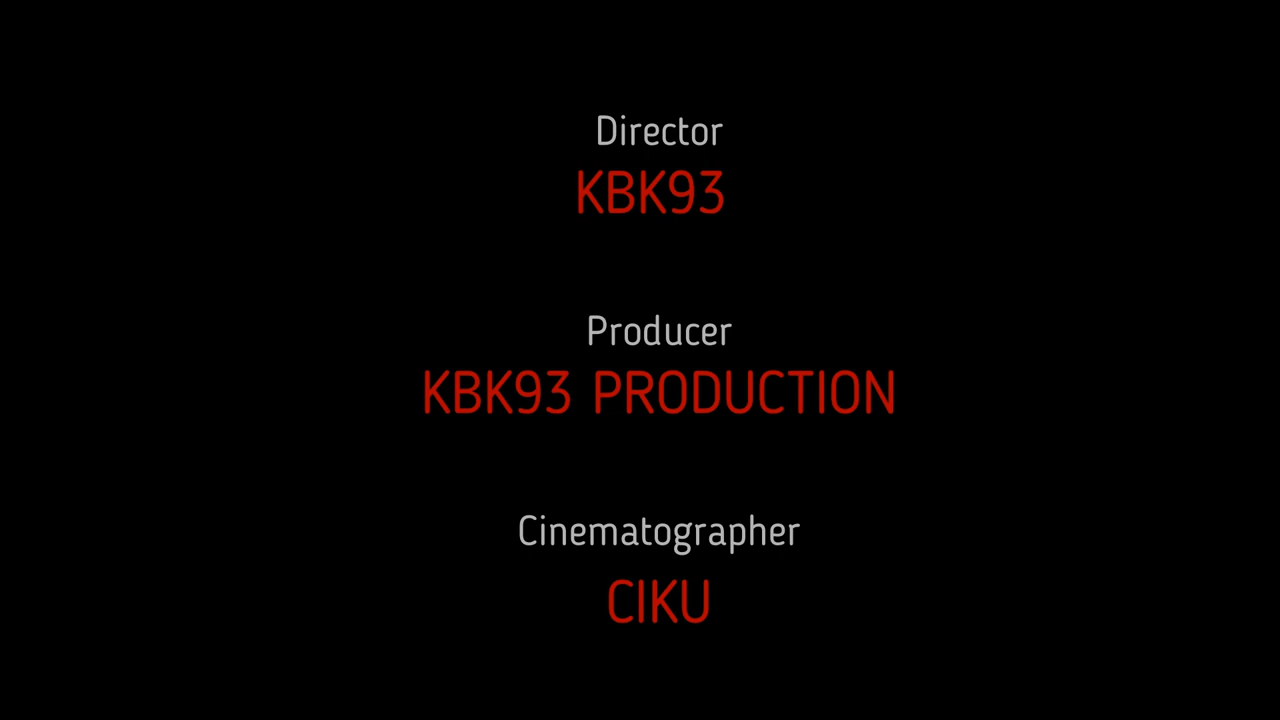 Director
KBK93
Producer
KBK93 PRODUCTION
Cinematographer
CIKU